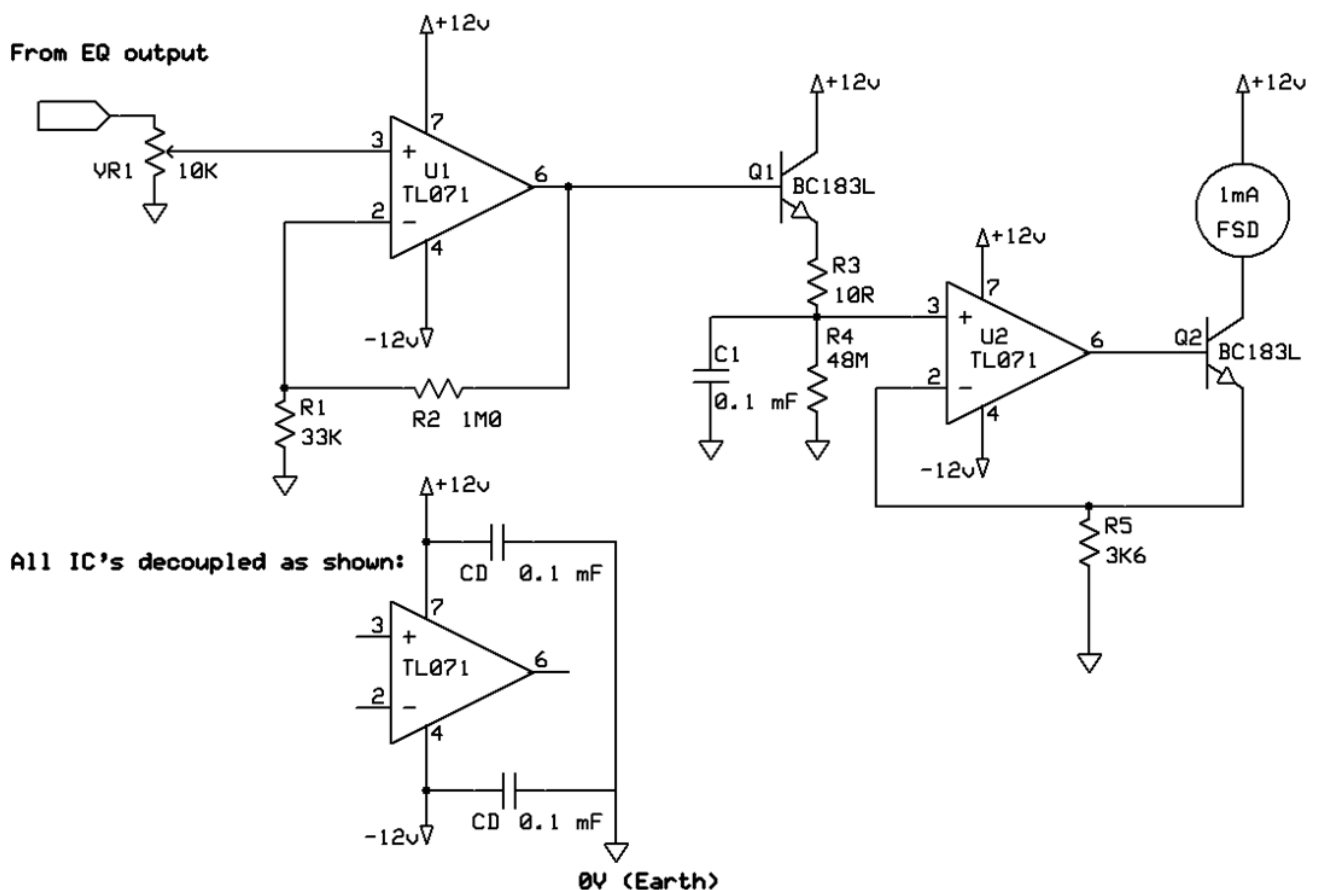 From EQ output
VR1 10K
+12v
3
+
7
U1
TL071
6
2
-
4
-12v
R1
33K
R2 1M0
+12v
Q1
BC183L
R3
10R
R4
48M
C1
0.1 mF
+12v
3
+
7
U2
TL071
6
2
-
4
-12v
+12v
1mA
FSD
Q2
BC183L
R5
3K6
All IC's decoupled as shown:
+12v
CD 0.1 mF
7
3
+
TL071
6
2
-
4
CD 0.1 mF
-12v
0V (Earth)